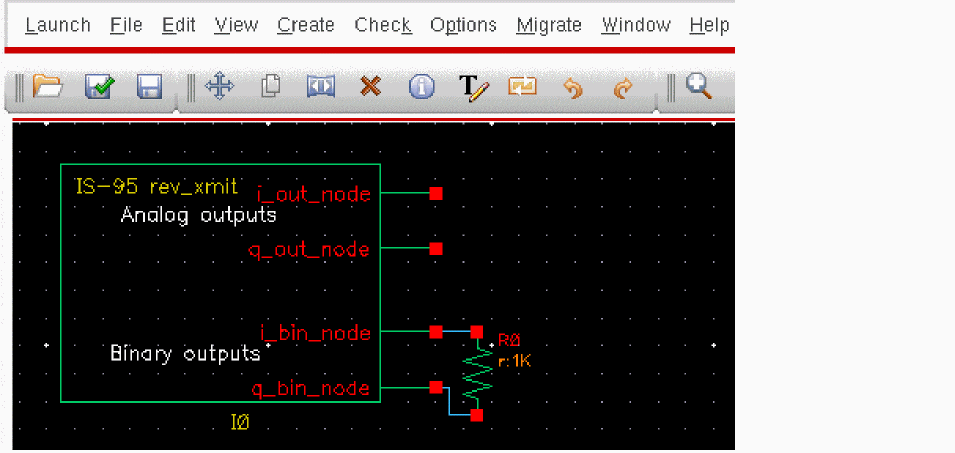 Launch File Edit View Create Check Options Migrate Window Help
IS-95 rev_xmit
i_out_node
Analog outputs
q_out_node
i_bin_node
R0
Binary outputs
r:1K
q_bin_node
I0